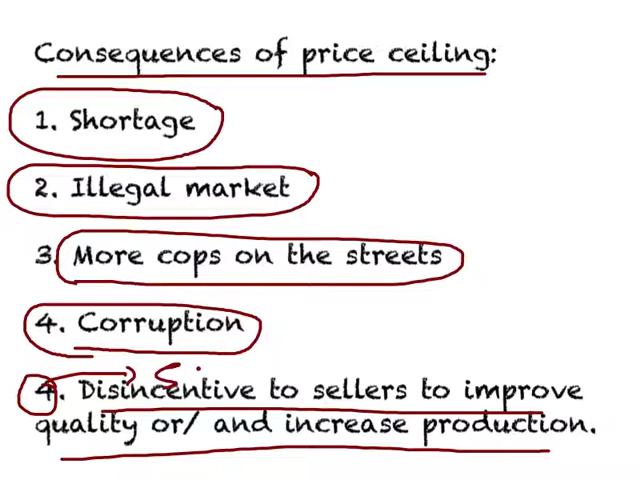 Consequences of price ceiling:
1. Shortage
2. Illegal market
3. More cops on the streets
4. Corruption
4. Disincentive to sellers to improve
quality or/ and increase production.